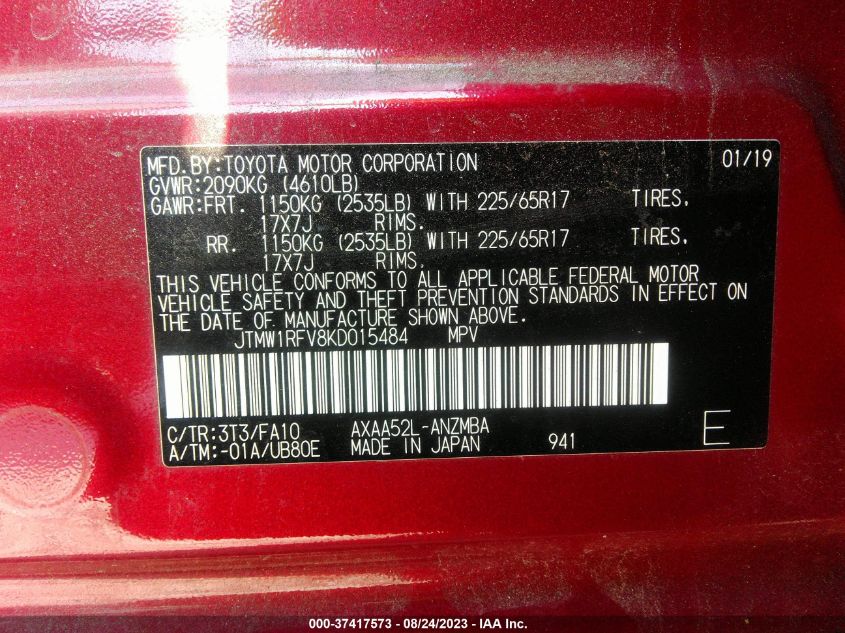 MFD.BY:TOYOTA MOTOR CORPORATION 01/19
GVWR:2090KG (4610LB)
GAWR:FRT. 1150KG (2535LB) WITH 225/65R17 TIRES.
17X7J RIMS.
RR. 1150KG (2535LB) WITH 225/65R17 TIRES.
17X7J RIMS.
THIS VEHICLE CONFORMS TO ALL APPLICABLE FEDERAL MOTOR
VEHICLE SAFETY AND THEFT PREVENTION STANDARDS IN EFFECT ON
THE DATE OF MANUFACTURE SHOWN ABOVE.
JTMW1RFV8KD015484 MPV
C/TR:3T3/FA10 AXAA52L-ANZMBA
A/TM:-01A/UB80E MADE IN JAPAN 941 E
000-37417573 - 08/24/2023 - IAA Inc.